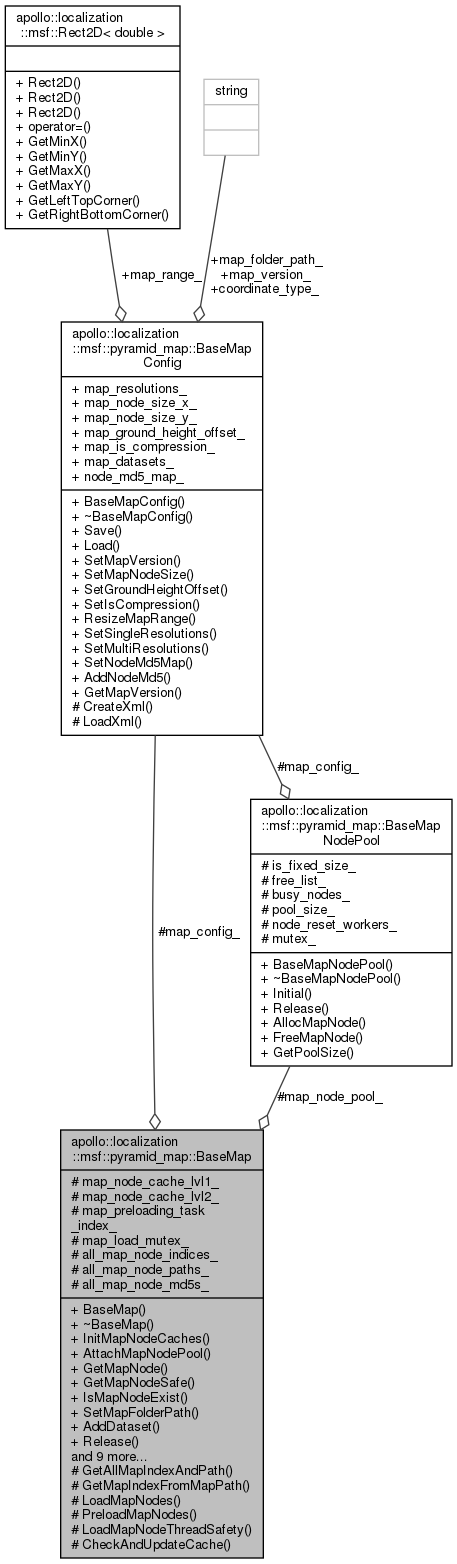 apollo::localization
::msf::Rect2D< double >
+ Rect2D()
+ Rect2D()
+ Rect2D()
+ operator=()
+ GetMinX()
+ GetMinY()
+ GetMaxX()
+ GetMaxY()
+ GetLeftTopCorner()
+ GetRightBottomCorner()
string
+map_range_
+map_folder_path_
+map_version_
+coordinate_type_
apollo::localization
::msf::pyramid_map::BaseMap
Config
+ map_resolutions_
+ map_node_size_x_
+ map_node_size_y_
+ map_ground_height_offset_
+ map_is_compression_
+ map_datasets_
+ node_md5_map_
+ BaseMapConfig()
+ ~BaseMapConfig()
+ Save()
+ Load()
+ SetMapVersion()
+ SetMapNodeSize()
+ SetGroundHeightOffset()
+ SetIsCompression()
+ ResizeMapRange()
+ SetSingleResolutions()
+ SetMultiResolutions()
+ SetNodeMd5Map()
+ AddNodeMd5()
+ GetMapVersion()
# CreateXml()
# LoadXml()
#map_config_
apollo::localization
::msf::pyramid_map::BaseMap
NodePool
# is_fixed_size_
# free_list_
# busy_nodes_
# pool_size_
# node_reset_workers_
# mutex_
+ BaseMapNodePool()
+ ~BaseMapNodePool()
+ Initial()
+ Release()
+ AllocMapNode()
+ FreeMapNode()
+ GetPoolSize()
#map_config_
#map_node_pool_
apollo::localization
::msf::pyramid_map::BaseMap
# map_node_cache_lvl1_
# map_node_cache_lvl2_
# map_preloading_task
_index_
# map_load_mutex_
# all_map_node_indices_
# all_map_node_paths_
# all_map_node_md5s_
+ BaseMap()
+ ~BaseMap()
+ InitMapNodeCaches()
+ AttachMapNodePool()
+ GetMapNode()
+ GetMapNodeSafe()
+ IsMapNodeExist()
+ SetMapFolderPath()
+ AddDataset()
+ Release()
and 9 more...
# GetAllMapIndexAndPath()
# GetMapIndexFromMapPath()
# LoadMapNodes()
# PreloadMapNodes()
# LoadMapNodeThreadSafety()
# CheckAndUpdateCache()